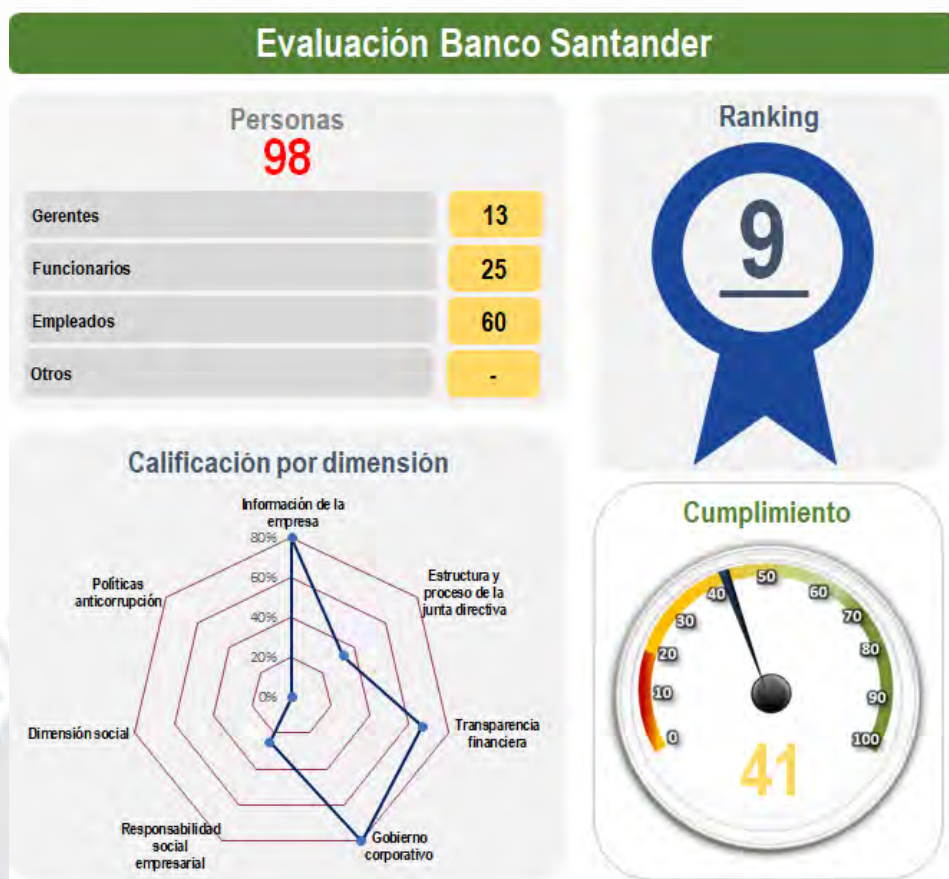 Evaluación Banco Santander
Personas
98
Gerentes 13
Funcionarios 25
Empleados 60
Otros -
Ranking
9
Calificación por dimensión
Información de la
empresa
80%
60%
40%
20%
0%
Estructura y
proceso de la
junta directiva
Transparencia
financiera
Gobierno
corporativo
Responsabilidad
social
empresarial
Dimensión social
Políticas
anticorrupción
Cumplimiento
0
10
20
30
40
50
60
70
80
90
100
41